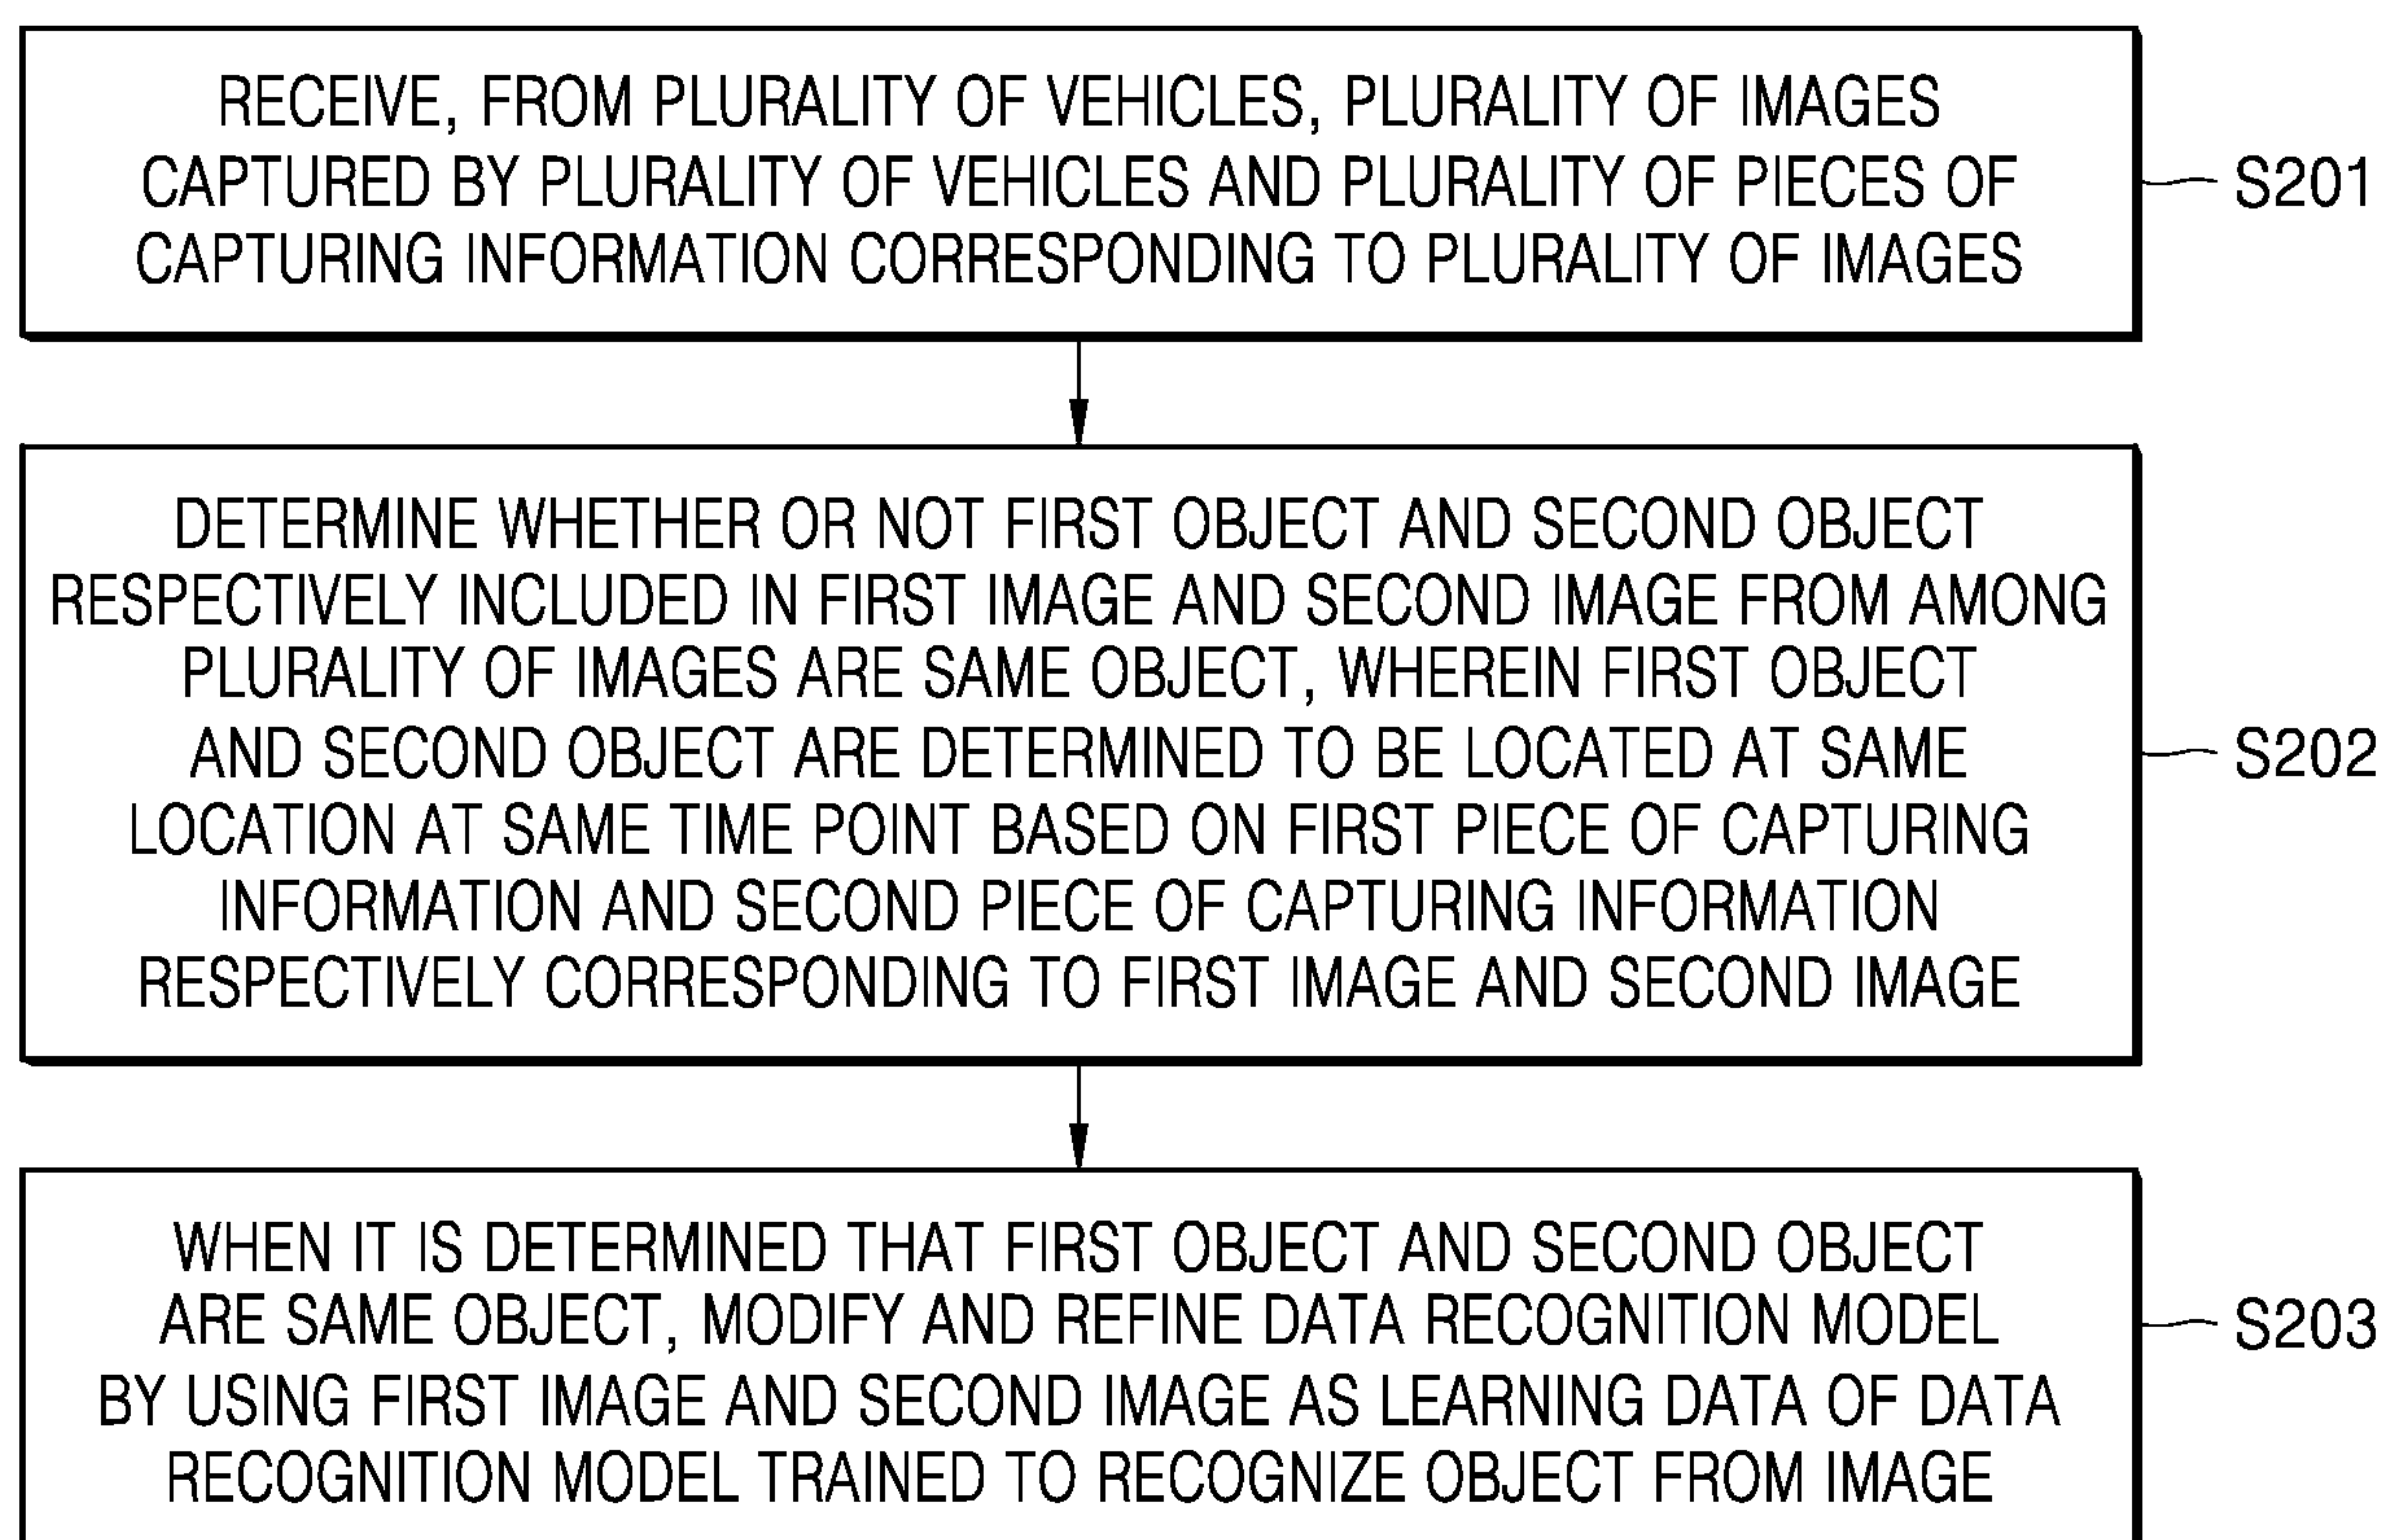 RECEIVE, FROM PLURALITY OF VEHICLES, PLURALITY OF IMAGES
CAPTURED BY PLURALITY OF VEHICLES AND PLURALITY OF PIECES OF
CAPTURING INFORMATION CORRESPONDING TO PLURALITY OF IMAGES
S201
DETERMINE WHETHER OR NOT FIRST OBJECT AND SECOND OBJECT
RESPECTIVELY INCLUDED IN FIRST IMAGE AND SECOND IMAGE FROM AMONG
PLURALITY OF IMAGES ARE SAME OBJECT, WHEREIN FIRST OBJECT
AND SECOND OBJECT ARE DETERMINED TO BE LOCATED AT SAME
LOCATION AT SAME TIME POINT BASED ON FIRST PIECE OF CAPTURING
INFORMATION AND SECOND PIECE OF CAPTURING INFORMATION
RESPECTIVELY CORRESPONDING TO FIRST IMAGE AND SECOND IMAGE
S202
WHEN IT IS DETERMINED THAT FIRST OBJECT AND SECOND OBJECT
ARE SAME OBJECT, MODIFY AND REFINE DATA RECOGNITION MODEL
BY USING FIRST IMAGE AND SECOND IMAGE AS LEARNING DATA OF DATA
RECOGNITION MODEL TRAINED TO RECOGNIZE OBJECT FROM IMAGE
S203